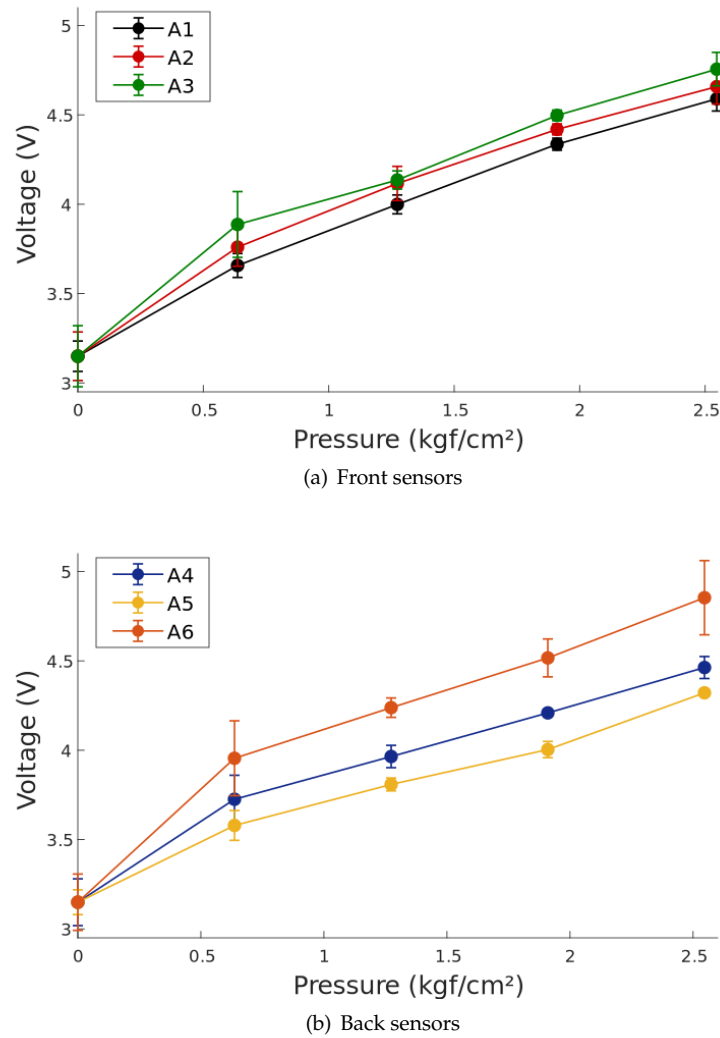 5
A1
A2
A3
4.5
4
3.5
3
Voltage (V)
0
0.5
1
1.5
2
2.5
Pressure (kgf/cm²)
(a) Front sensors
5
A4
A5
A6
4.5
4
3.5
3
Voltage (V)
0
0.5
1
1.5
2
2.5
Pressure (kgf/cm²)
(b) Back sensors